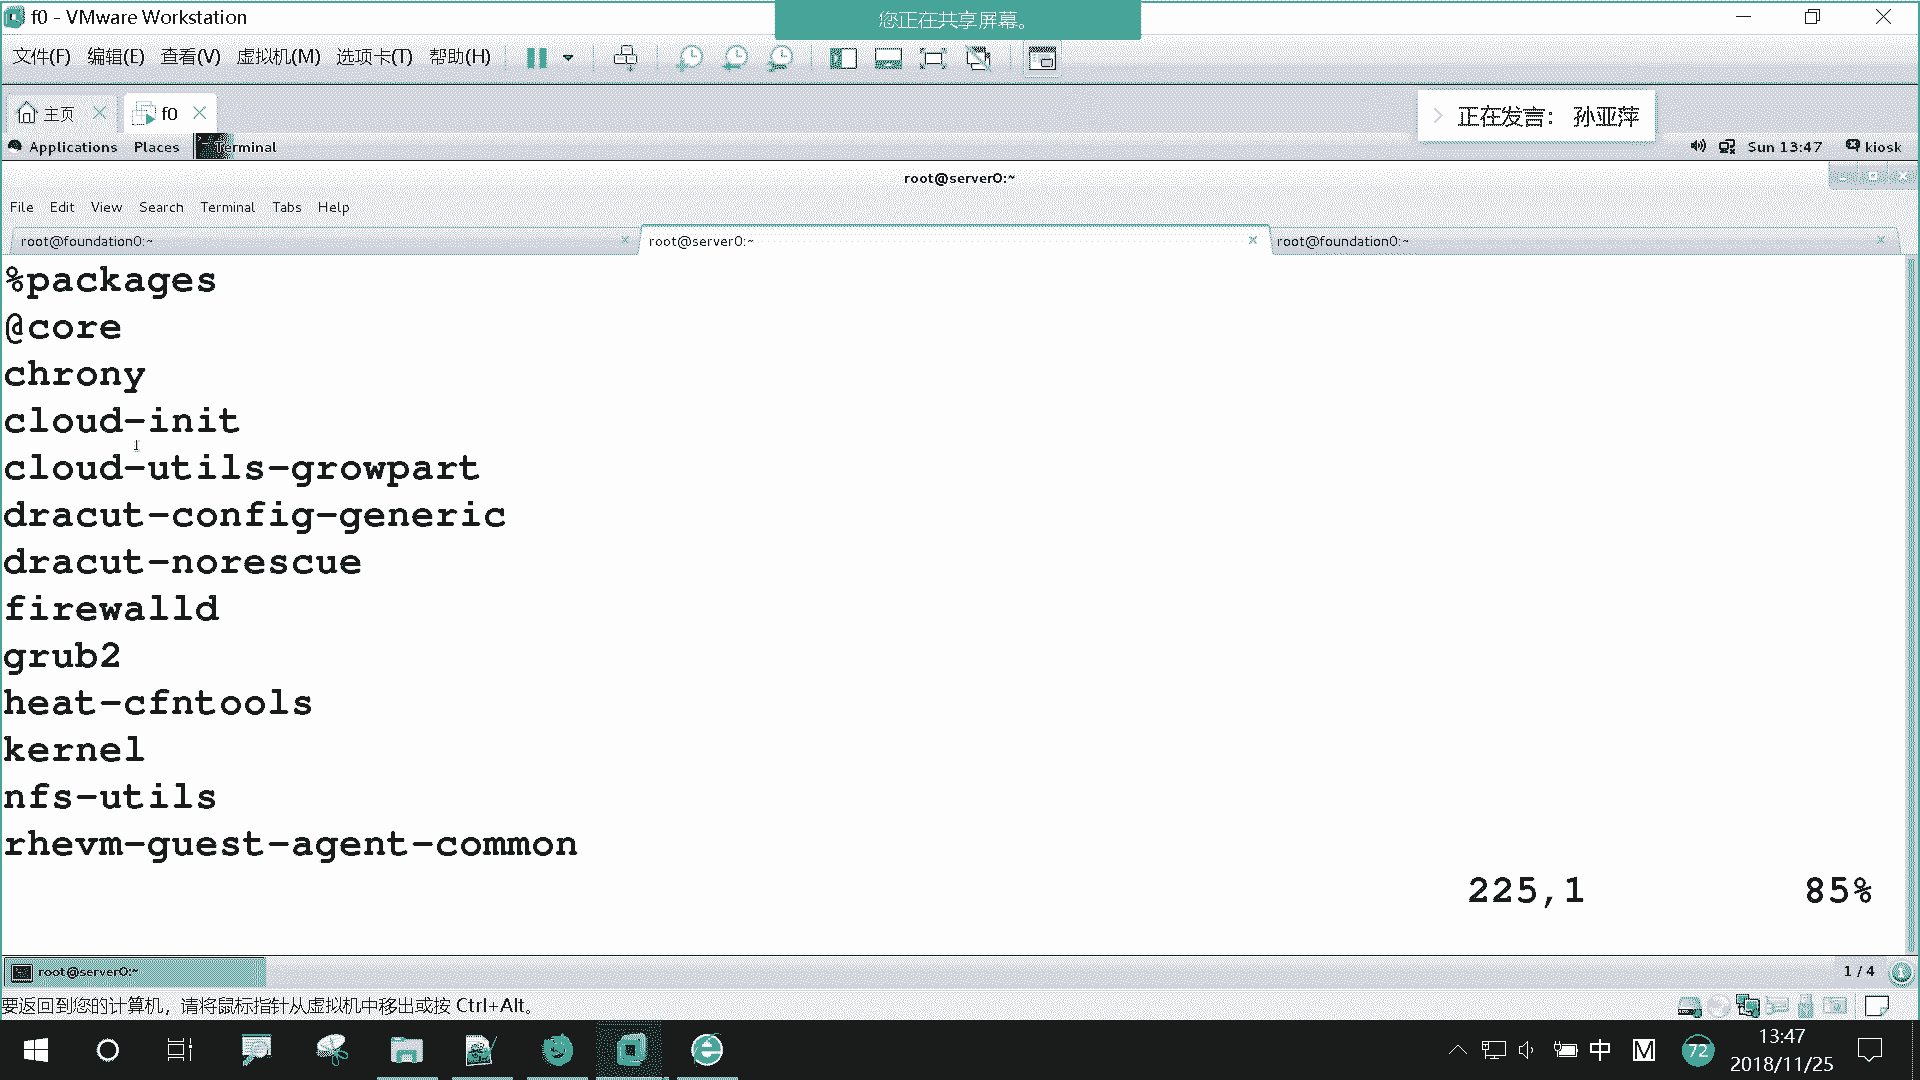 f0 - VMware Workstation
您正在共享屏幕。
文件(F) 编辑(E) 查看(V) 虚拟机(M) 选项卡(T) 帮助(H)
主页
f0
正在发言： 孙亚萍
Applications Places Terminal
Sun 13:47
kiosk
root@server0:~
File Edit View Search Terminal Tabs Help
root@foundation0:~
root@server0:~
root@foundation0:~
%packages
@core
chrony
cloud-init
cloud-utils-growpart
dracut-config-generic
dracut-norescue
firewalld
grub2
heat-cfntools
kernel
nfs-utils
rhevm-guest-agent-common
225,1 85%
root@server0:~
1 / 4
要返回到您的计算机，请将鼠标指针从虚拟机中移出或按 Ctrl+Alt。
中
M
72
13:47
2018/11/25